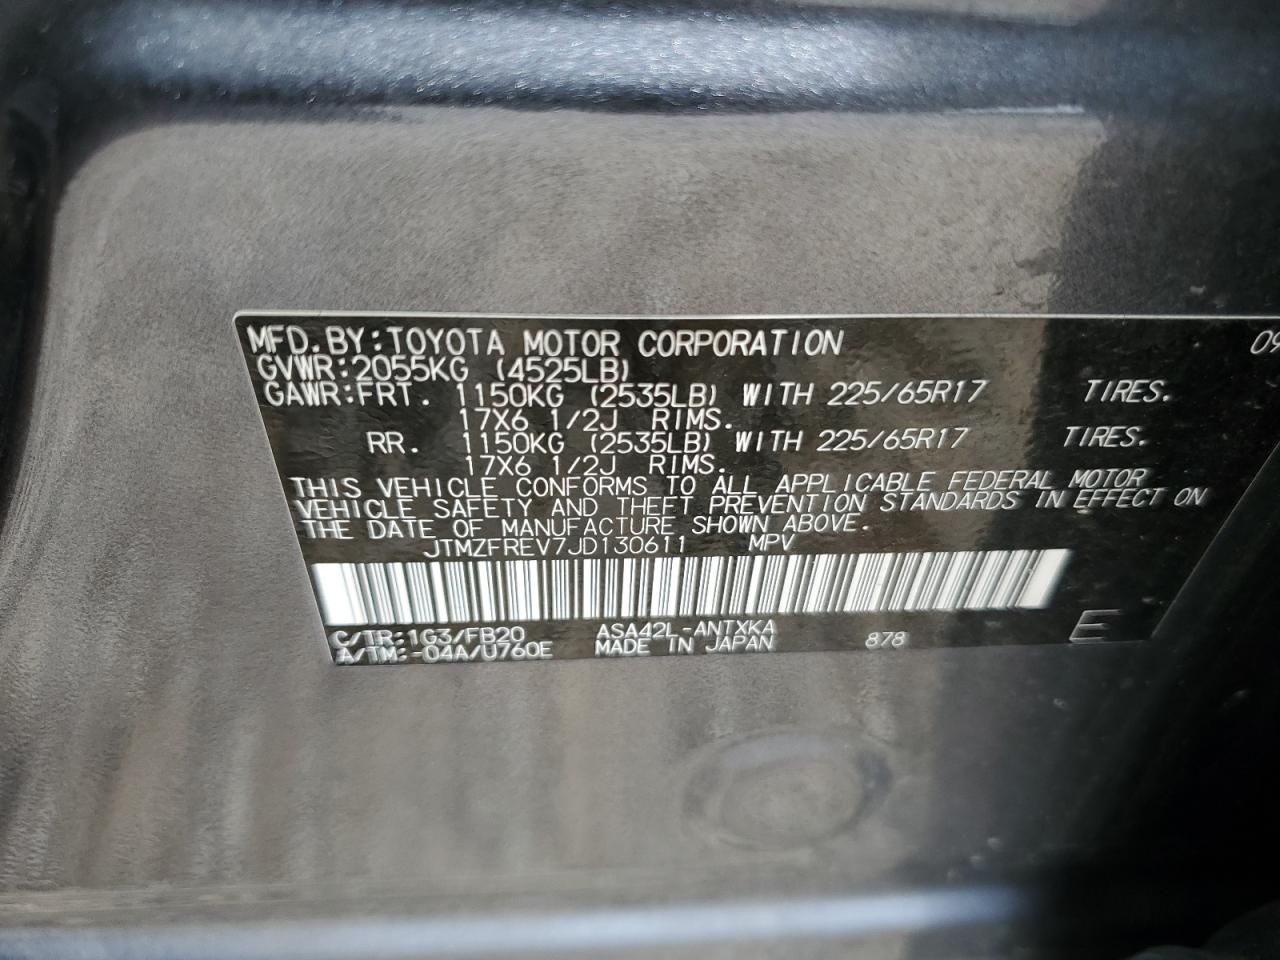 MFD.BY:TOYOTA MOTOR CORPORATION 09
GVWR:2055KG (4525LB)
GAWR:FRT. 1150KG (2535LB) WITH 225/65R17 TIRES.
17X6 1/2J RIMS.
RR. 1150KG (2535LB) WITH 225/65R17 TIRES.
17X6 1/2J RIMS.
THIS VEHICLE CONFORMS TO ALL APPLICABLE FEDERAL MOTOR
VEHICLE SAFETY AND THEFT PREVENTION STANDARDS IN EFFECT ON
THE DATE OF MANUFACTURE SHOWN ABOVE.
JTMZFREV7JD130611 MPV
C/TR:1G3/FB20 ASA42L-ANTXKA 878 E
A/TM:-04A/U760E MADE IN JAPAN